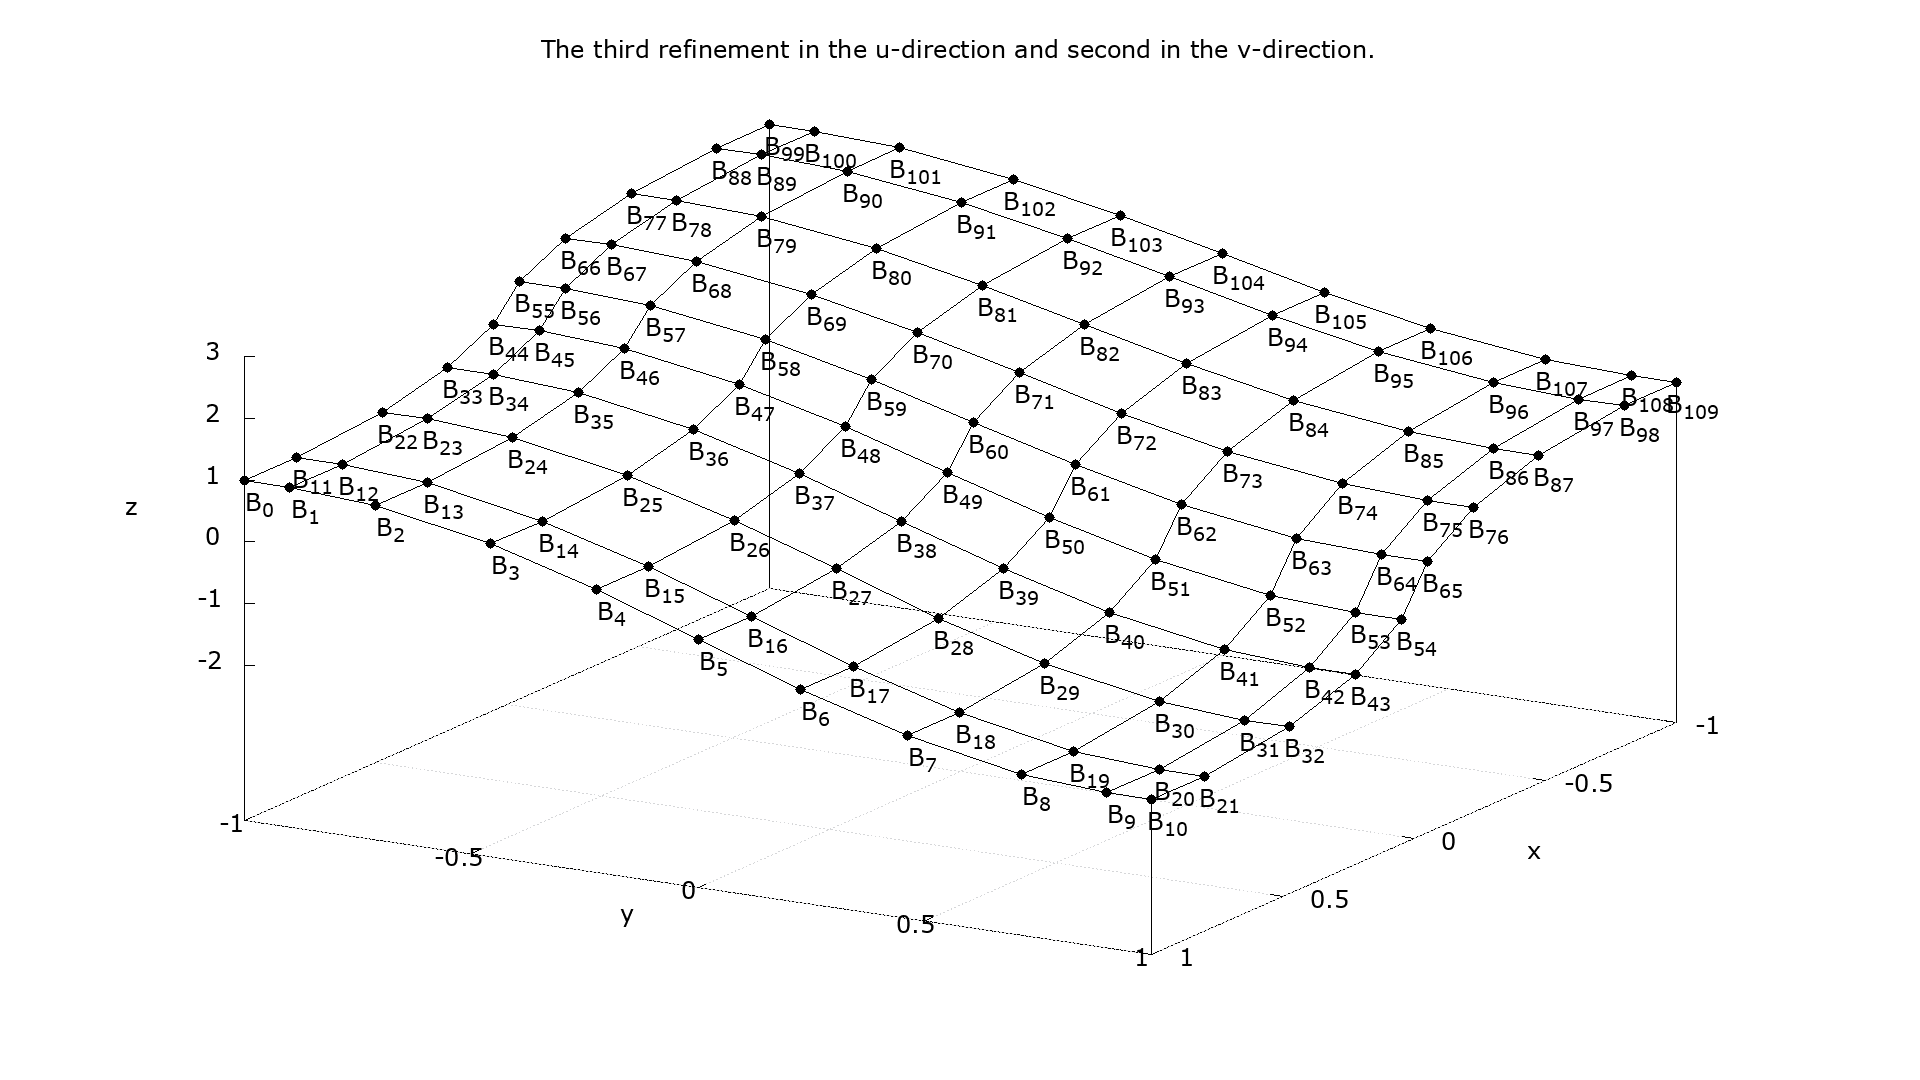 The third refinement in the u-direction and second in the v-direction.
B99 B100
B88 B89 B101
B90
B77 B78 B102
B79 B91
B103
B66 B67 B92
B68 B80 B104
B55 B56 B81 B93
B57 B69 B105
B44 B45 B94
3
B58 B70 B82 B106
B46 B95
B33 B34 B71 B83 B107
B47 B59 B96 B108 B109
2
B35 B84 B97 B98
B22 B23 B72
B24 B36 B48 B60 B85
1
B11 B12 B73 B86 B87
B25 B37 B49 B61
z
B0 B1 B13 B74
B2 B62 B75 B76
0
B14 B26 B38 B50
B3 B63
B64 B65
-1
B15 B27 B39 B51
B4 B52
B16 B28 B40 B53 B54
-2
B5 B17 B29 B41
B6 B42 B43
B18 B30
-1
B7 B31 B32
B19 -0.5
B8 B20 B21
-1
B9 B10
0
x
-0.5
0
0.5
y
0.5
1
1